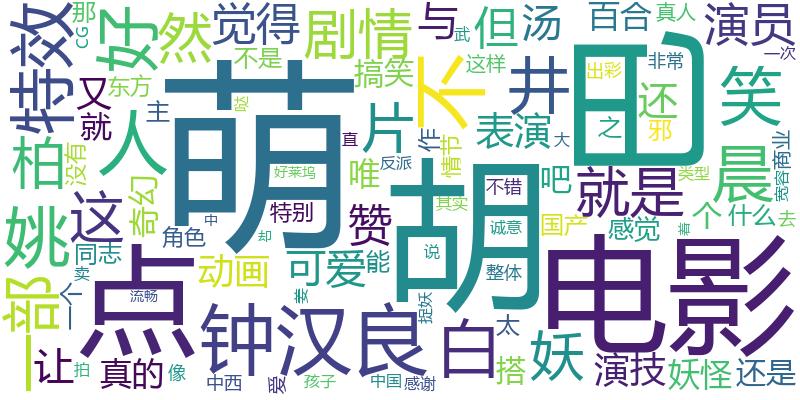 特效
CG
那
好
然
觉得
剧情
与
武
但
汤
百合
真人
演员
一次
又
就
东方
不是
搞笑
不
这样
井
出彩
非常
还
笑
柏
没有
人
主
哒
萌
直
片
作
表演
情节
大
之
邪
商业
宽容
姚
这
奇幻
角色
特别
好莱坞
赞
唯
反派
胡
其实
不错
吧
就是
个
类型
晨
什么
着
去
同志
一个
卖
点
动画
中
却
可爱
能
说
诚意
国产
感觉
电影
一部
流畅
钟汉良
姜
捉妖
白
整体
太
让
拍
真的
像
中西
爱
孩子
中国
感谢
搭
妖
演技
妖怪
还是